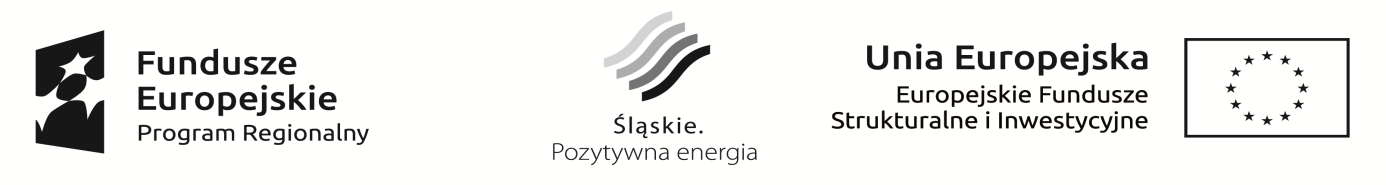 Fundusze
Europejskie
Program Regionalny
Śląskie.
Pozytywna energia
Unia Europejska
Europejskie Fundusze
Strukturalne i Inwestycyjne